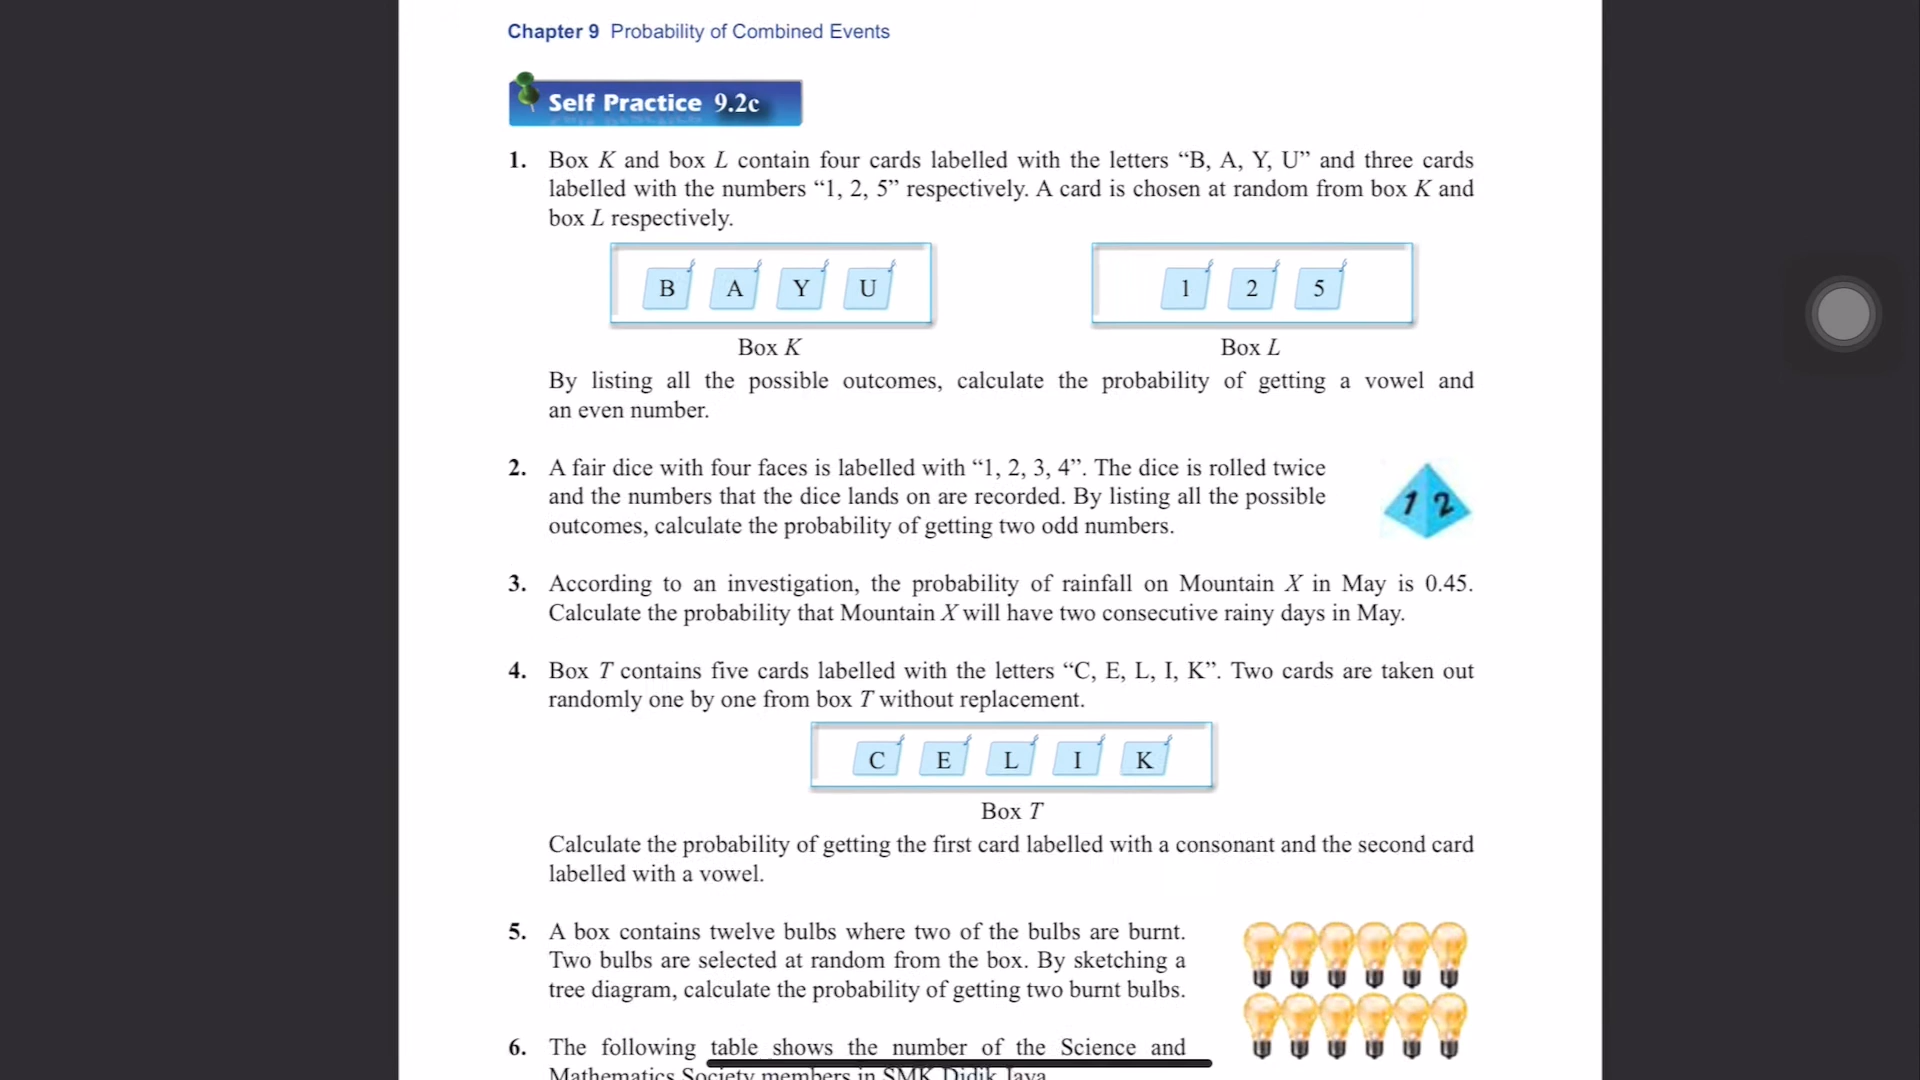 Chapter 9 Probability of Combined Events
Self Practice 9.2c
1. Box K and box L contain four cards labelled with the letters “B, A, Y, U” and three cards
labelled with the numbers “1, 2, 5” respectively. A card is chosen at random from box K and
box L respectively.
B A Y U
1 2 5
Box K
Box L
By listing all the possible outcomes, calculate the probability of getting a vowel and
an even number.
2. A fair dice with four faces is labelled with “1, 2, 3, 4”. The dice is rolled twice
and the numbers that the dice lands on are recorded. By listing all the possible
outcomes, calculate the probability of getting two odd numbers.
1 2
3. According to an investigation, the probability of rainfall on Mountain X in May is 0.45.
Calculate the probability that Mountain X will have two consecutive rainy days in May.
4. Box T contains five cards labelled with the letters “C, E, L, I, K”. Two cards are taken out
randomly one by one from box T without replacement.
C E L I K
Box T
Calculate the probability of getting the first card labelled with a consonant and the second card
labelled with a vowel.
5. A box contains twelve bulbs where two of the bulbs are burnt.
Two bulbs are selected at random from the box. By sketching a
tree diagram, calculate the probability of getting two burnt bulbs.
6. The following table shows the number of the Science and
Mathematics Society members in SMK Didik Jaya